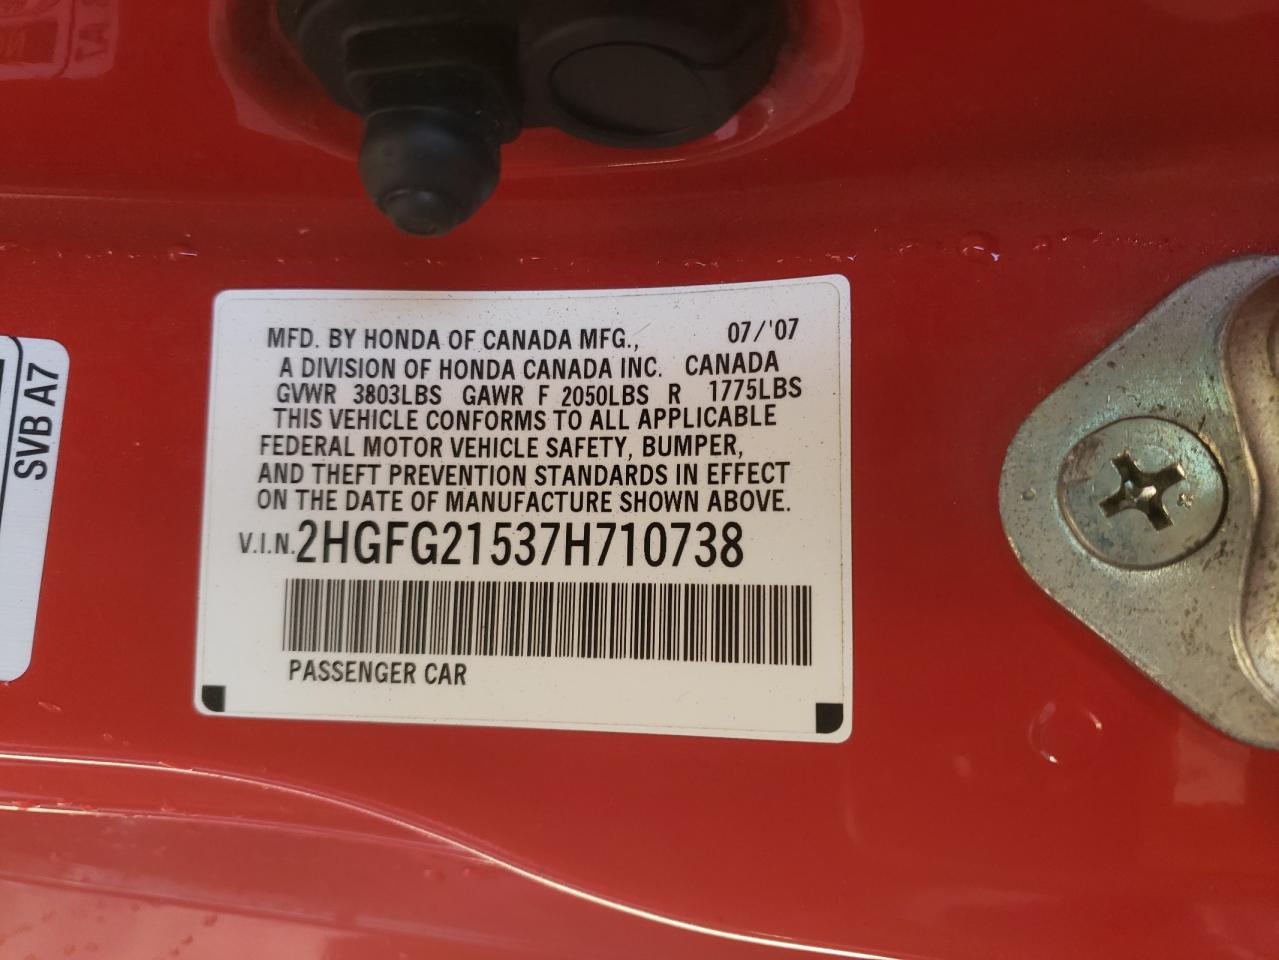 MFD. BY HONDA OF CANADA MFG., 07/'07
A DIVISION OF HONDA CANADA INC. CANADA
GVWR 3803LBS GAWR F 2050LBS R 1775LBS
THIS VEHICLE CONFORMS TO ALL APPLICABLE
FEDERAL MOTOR VEHICLE SAFETY, BUMPER,
AND THEFT PREVENTION STANDARDS IN EFFECT
ON THE DATE OF MANUFACTURE SHOWN ABOVE.
V.I.N. 2HGFG21537H710738
PASSENGER CAR
SVB A7